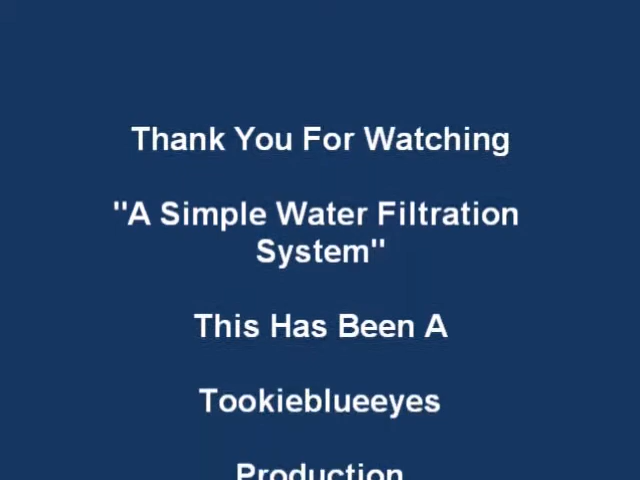 Thank You For Watching
"A Simple Water Filtration
System"
This Has Been A
Tookieblueeyes
Production